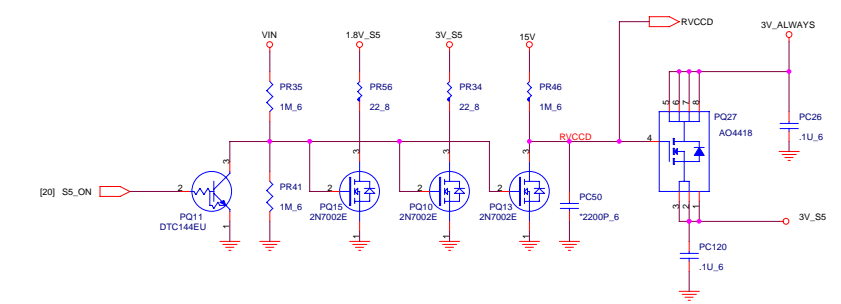 VIN
1.8V_S5
3V_S5
15V
RVCCD
3V_ALWAYS
PR35
1M_6
PR56
22_8
PR34
22_8
PR46
1M_6
5
6
7
8
PQ27
AO4418
PC26
.1U_6
RVCCD
4
3
3
3
3
[20] S5_ON
2
PQ11
DTC144EU
1
PR41
1M_6
2
PQ15
2N7002E
1
2
PQ10
2N7002E
1
2
PQ13
2N7002E
1
PC50
*2200P_6
3
2
1
3V_S5
PC120
.1U_6